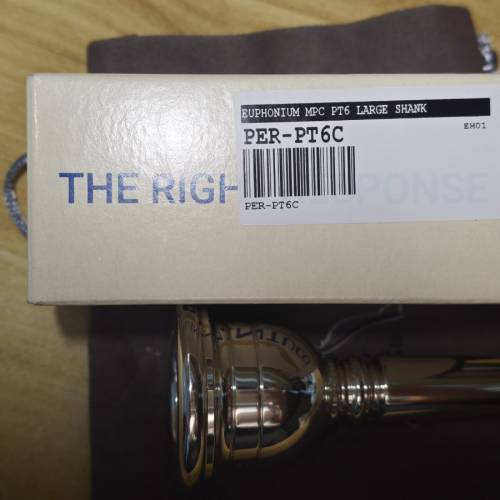 EUPHONIUM MPC PT6 LARGE SHANK
PER-PT6C
EH01
THE RIGH PONSE
PER-PT6C